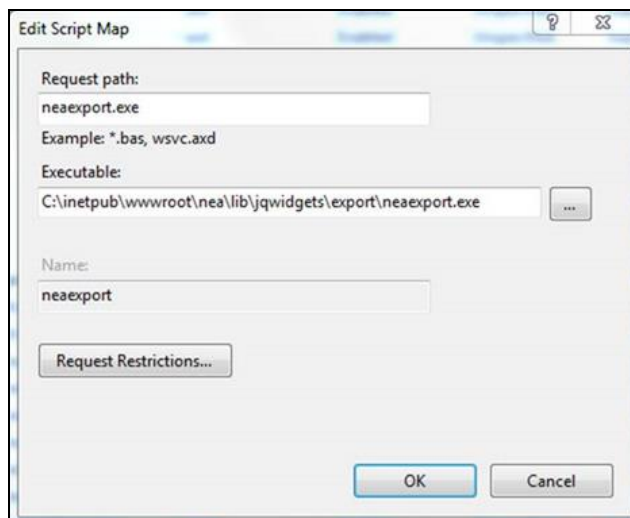 Edit Script Map
Request path:
neaexport.exe
Example: *.bas, wsvc.axd
Executable:
C:\inetpub\wwwroot\nea\lib\jqwidgets\export\neaexport.exe
...
Name:
neaexport
Request Restrictions...
OK
Cancel